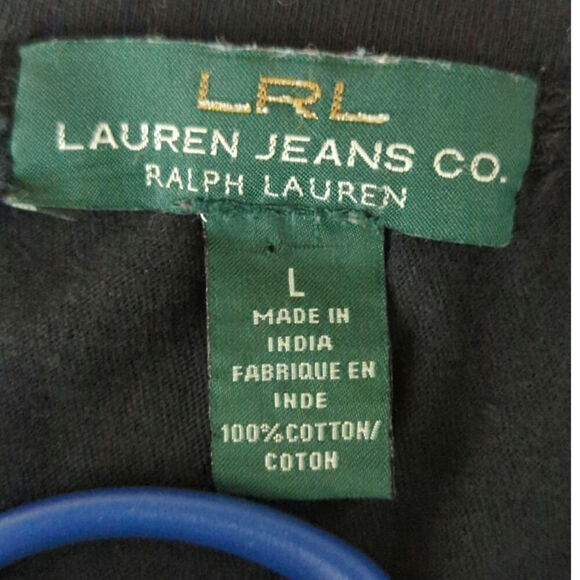 LRL
LAUREN JEANS CO.
RALPH LAUREN
L
MADE IN
INDIA
FABRIQUE EN
INDE
100%COTTON/
COTON